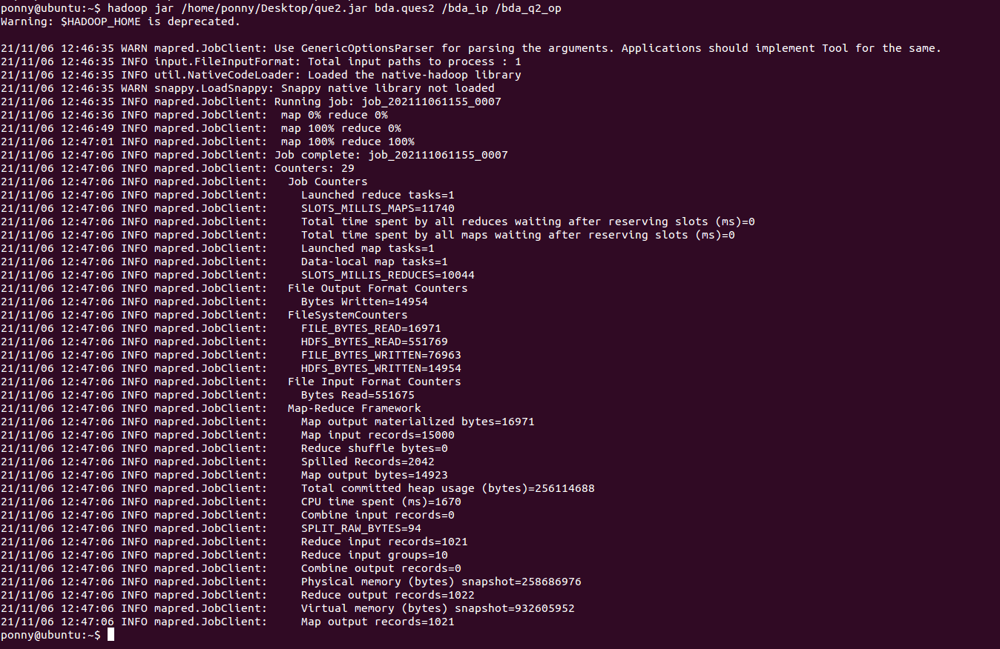 ponny@ubuntu:~$ hadoop jar /home/ponny/Desktop/que2.jar bda.ques2 /bda_ip /bda_q2_op
Warning: $HADOOP_HOME is deprecated.
21/11/06 12:46:35 WARN mapred.JobClient: Use GenericOptionsParser for parsing the arguments. Applications should implement Tool for the same.
21/11/06 12:46:35 INFO input.FileInputFormat: Total input paths to process : 1
21/11/06 12:46:35 INFO util.NativeCodeLoader: Loaded the native-hadoop library
21/11/06 12:46:35 WARN snappy.LoadSnappy: Snappy native library not loaded
21/11/06 12:46:35 INFO mapred.JobClient: Running job: job_202111061155_0007
21/11/06 12:46:36 INFO mapred.JobClient:  map 0% reduce 0%
21/11/06 12:46:49 INFO mapred.JobClient:  map 100% reduce 0%
21/11/06 12:47:01 INFO mapred.JobClient:  map 100% reduce 100%
21/11/06 12:47:06 INFO mapred.JobClient: Job complete: job_202111061155_0007
21/11/06 12:47:06 INFO mapred.JobClient: Counters: 29
21/11/06 12:47:06 INFO mapred.JobClient:   Job Counters
21/11/06 12:47:06 INFO mapred.JobClient:     Launched reduce tasks=1
21/11/06 12:47:06 INFO mapred.JobClient:     SLOTS_MILLIS_MAPS=11740
21/11/06 12:47:06 INFO mapred.JobClient:     Total time spent by all reduces waiting after reserving slots (ms)=0
21/11/06 12:47:06 INFO mapred.JobClient:     Total time spent by all maps waiting after reserving slots (ms)=0
21/11/06 12:47:06 INFO mapred.JobClient:     Launched map tasks=1
21/11/06 12:47:06 INFO mapred.JobClient:     Data-local map tasks=1
21/11/06 12:47:06 INFO mapred.JobClient:     SLOTS_MILLIS_REDUCES=10044
21/11/06 12:47:06 INFO mapred.JobClient:   File Output Format Counters
21/11/06 12:47:06 INFO mapred.JobClient:     Bytes Written=14954
21/11/06 12:47:06 INFO mapred.JobClient:   FileSystemCounters
21/11/06 12:47:06 INFO mapred.JobClient:     FILE_BYTES_READ=16971
21/11/06 12:47:06 INFO mapred.JobClient:     HDFS_BYTES_READ=551769
21/11/06 12:47:06 INFO mapred.JobClient:     FILE_BYTES_WRITTEN=76963
21/11/06 12:47:06 INFO mapred.JobClient:     HDFS_BYTES_WRITTEN=14954
21/11/06 12:47:06 INFO mapred.JobClient:   File Input Format Counters
21/11/06 12:47:06 INFO mapred.JobClient:     Bytes Read=551675
21/11/06 12:47:06 INFO mapred.JobClient:   Map-Reduce Framework
21/11/06 12:47:06 INFO mapred.JobClient:     Map output materialized bytes=16971
21/11/06 12:47:06 INFO mapred.JobClient:     Map input records=15000
21/11/06 12:47:06 INFO mapred.JobClient:     Reduce shuffle bytes=0
21/11/06 12:47:06 INFO mapred.JobClient:     Spilled Records=2042
21/11/06 12:47:06 INFO mapred.JobClient:     Map output bytes=14923
21/11/06 12:47:06 INFO mapred.JobClient:     Total committed heap usage (bytes)=256114688
21/11/06 12:47:06 INFO mapred.JobClient:     CPU time spent (ms)=1670
21/11/06 12:47:06 INFO mapred.JobClient:     Combine input records=0
21/11/06 12:47:06 INFO mapred.JobClient:     SPLIT_RAW_BYTES=94
21/11/06 12:47:06 INFO mapred.JobClient:     Reduce input records=1021
21/11/06 12:47:06 INFO mapred.JobClient:     Reduce input groups=10
21/11/06 12:47:06 INFO mapred.JobClient:     Combine output records=0
21/11/06 12:47:06 INFO mapred.JobClient:     Physical memory (bytes) snapshot=258686976
21/11/06 12:47:06 INFO mapred.JobClient:     Reduce output records=1022
21/11/06 12:47:06 INFO mapred.JobClient:     Virtual memory (bytes) snapshot=932605952
21/11/06 12:47:06 INFO mapred.JobClient:     Map output records=1021
ponny@ubuntu:~$